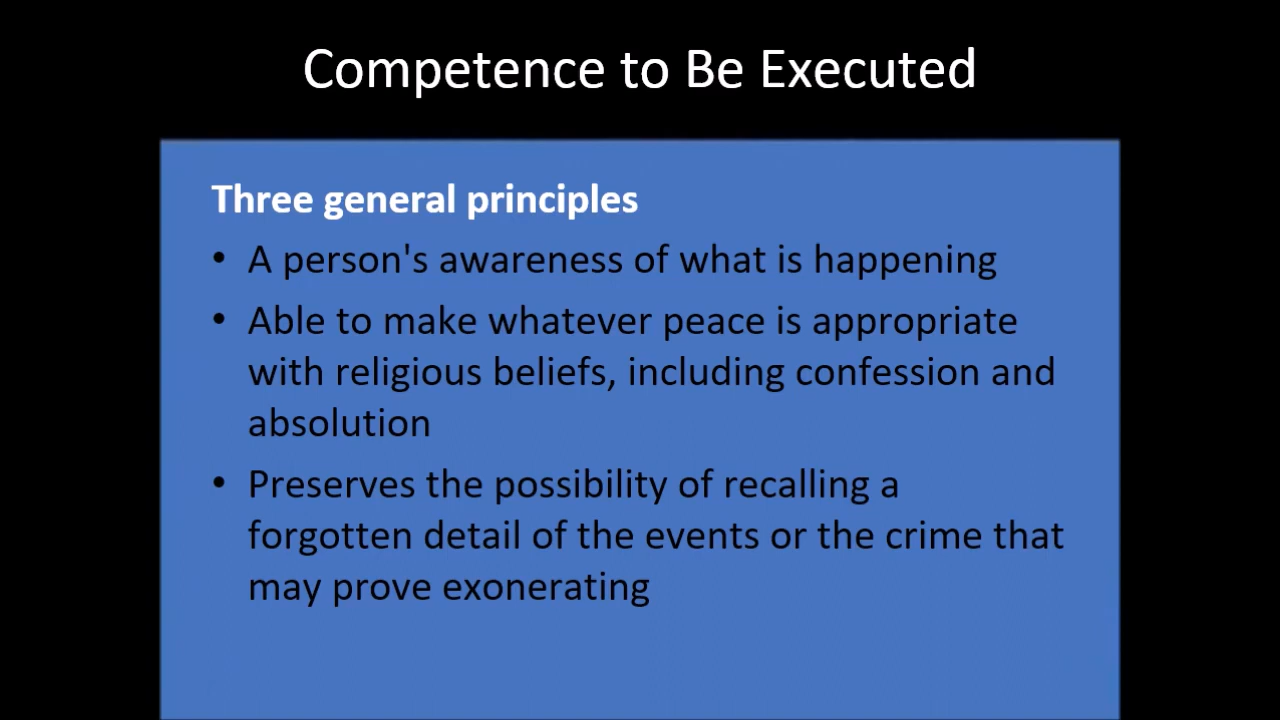 Competence to Be Executed
Three general principles
• A person's awareness of what is happening
• Able to make whatever peace is appropriate
with religious beliefs, including confession and
absolution
• Preserves the possibility of recalling a
forgotten detail of the events or the crime that
may prove exonerating